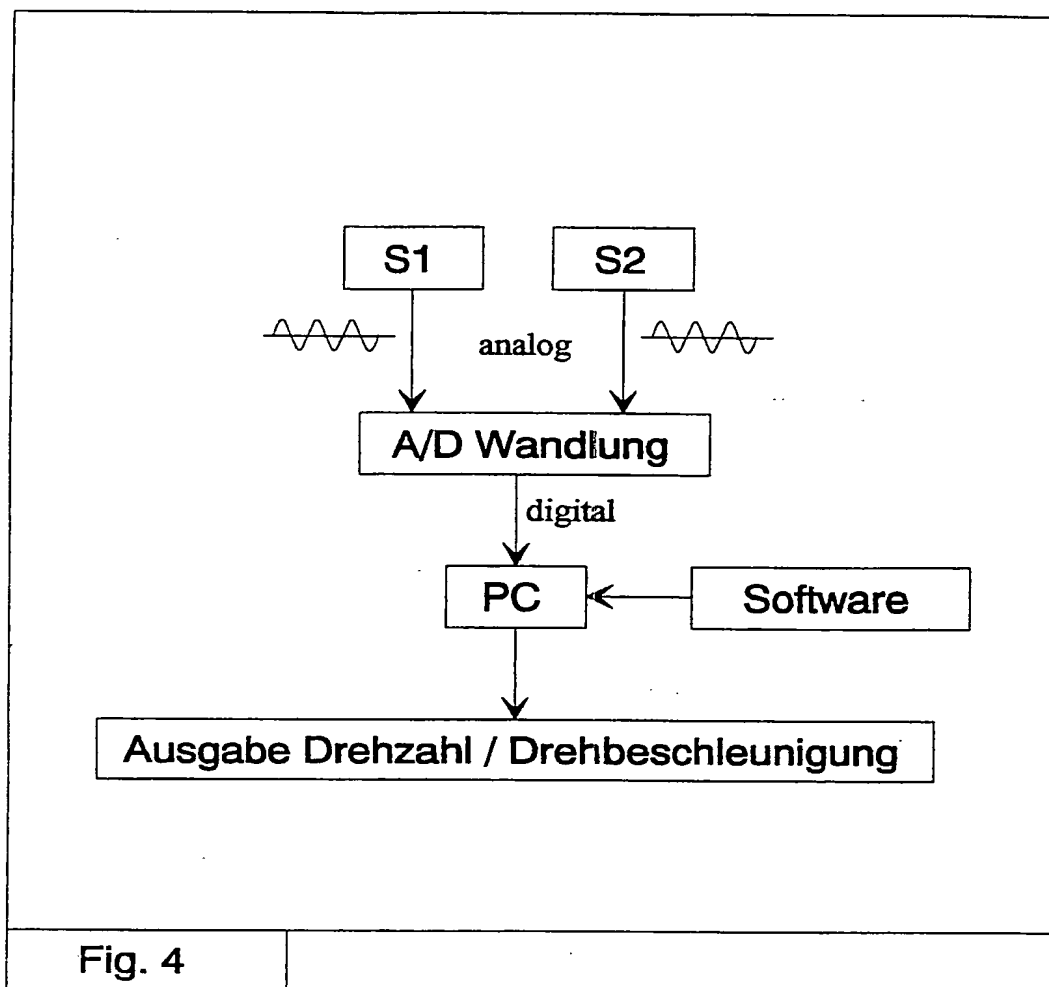 S1
S2
analog
A/D Wandlung
digital
PC
Software
Ausgabe Drehzahl / Drehbeschleunigung
Fig. 4